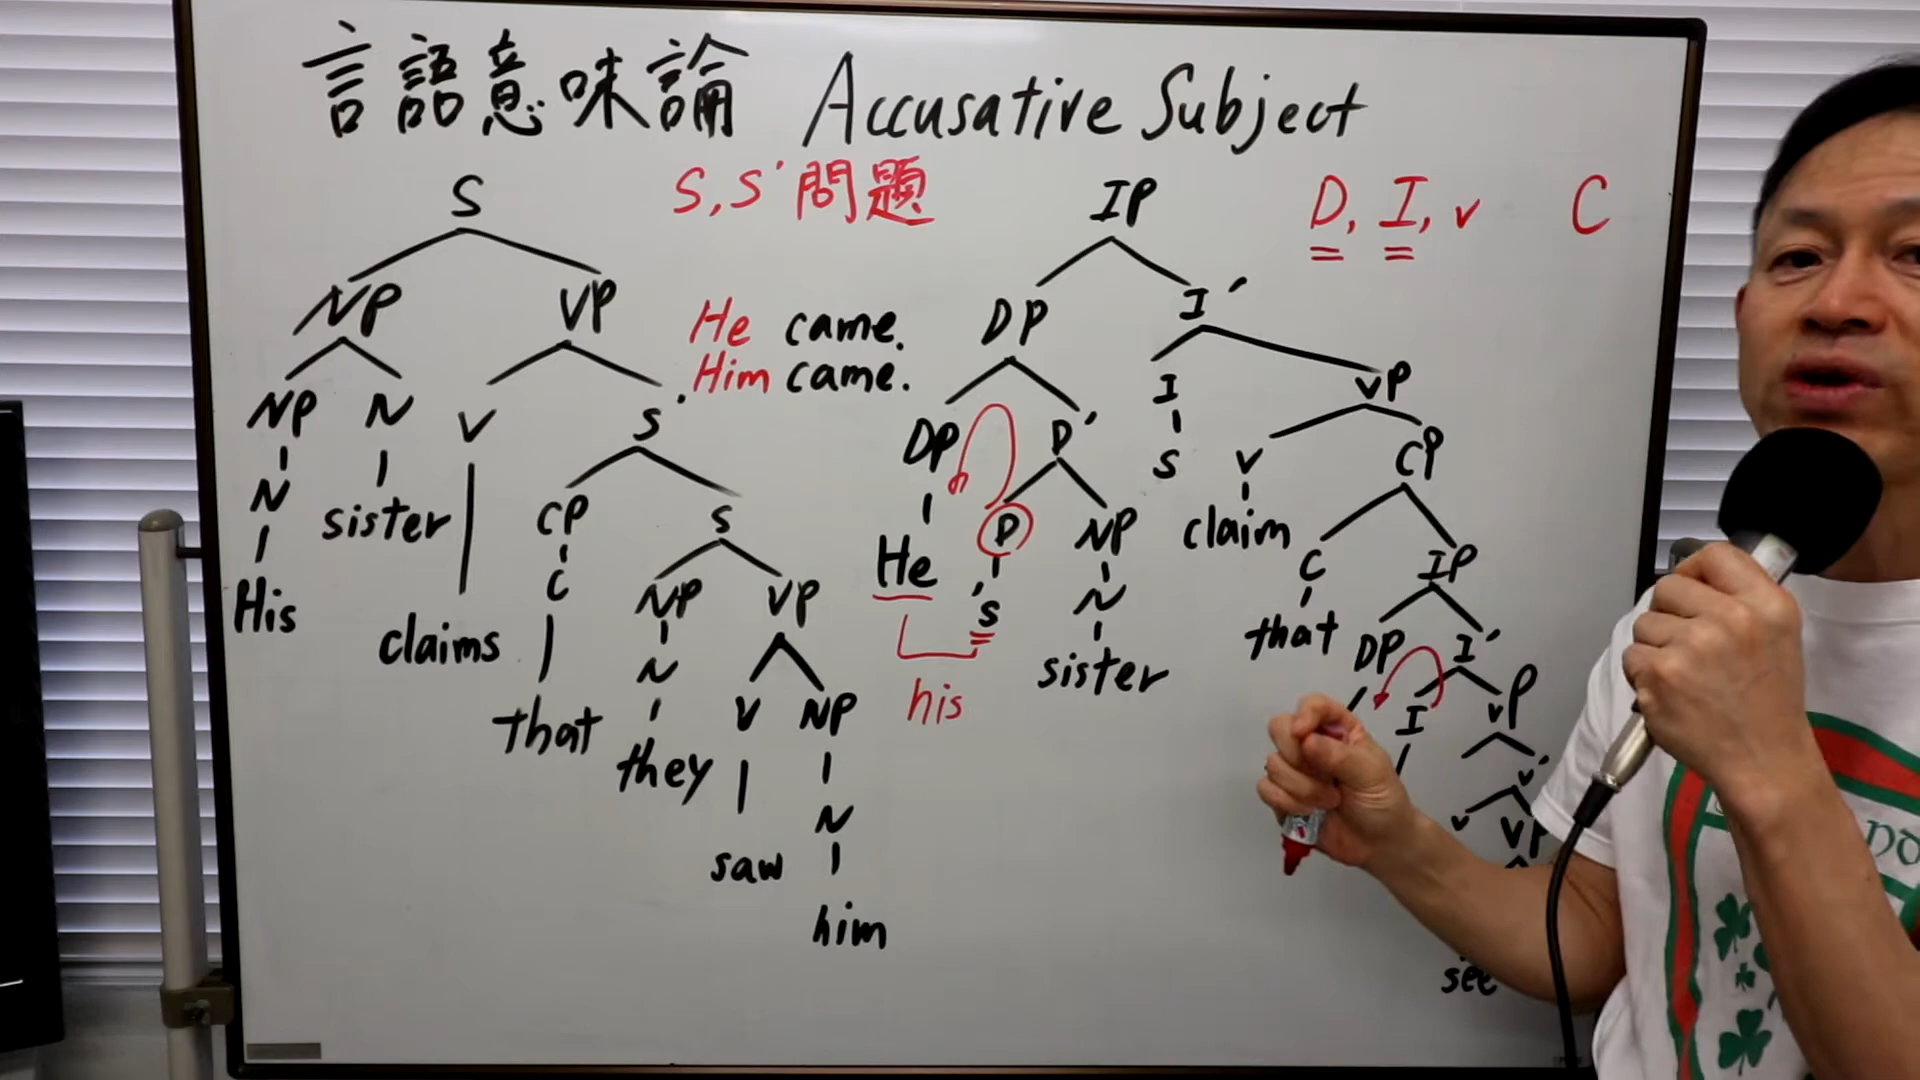 言語意味論 Accusative Subject
S, S' 問題
D, I, v C
S
NP VP
NP N V S'
N sister
His
claims
CP S
C NP VP
that N V NP
they saw N
him
He came.
Him came.
IP
DP I'
DP D' I vP
He D NP s v CP
's N claim C IP
his sister that DP I'
I vP
v'
v VP
see